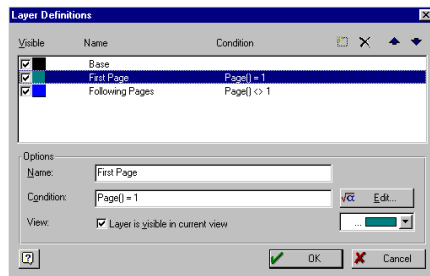 Layer Definitions
Visible Name Condition
Base
First Page Page() = 1
Following Pages Page() <> 1
Options
Name: First Page
Condition: Page() = 1 √α Edit...
View: Layer is visible in current view ...
? OK Cancel